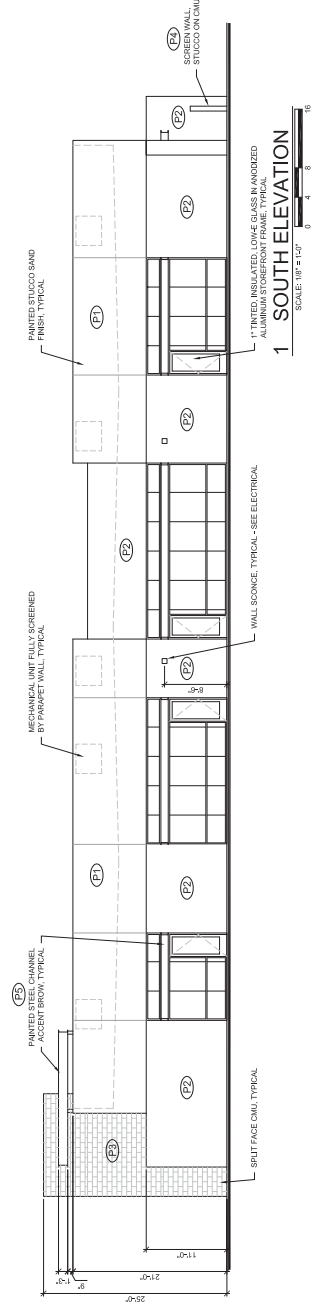 P5
PAINTED STEEL CHANNEL
ACCENT BROW, TYPICAL
MECHANICAL UNIT FULLY SCREENED
BY PARAPET WALL, TYPICAL
PAINTED STUCCO SAND
FINISH, TYPICAL
P4
SCREEN WALL,
STUCCO ON CMU
P3
P1
P2
P1
P2
P2
P2
P2
P2
P2
25'-0"
1'-3"
9"
21'-0"
11'-0"
8'-6"
SPLIT FACE CMU, TYPICAL
WALL SCONCE, TYPICAL - SEE ELECTRICAL
1" TINTED, INSULATED, LOW-E GLASS IN ANODIZED
ALUMINUM STOREFRONT FRAME, TYPICAL
1 SOUTH ELEVATION
SCALE: 1/8" = 1'-0"
0 4 8 16